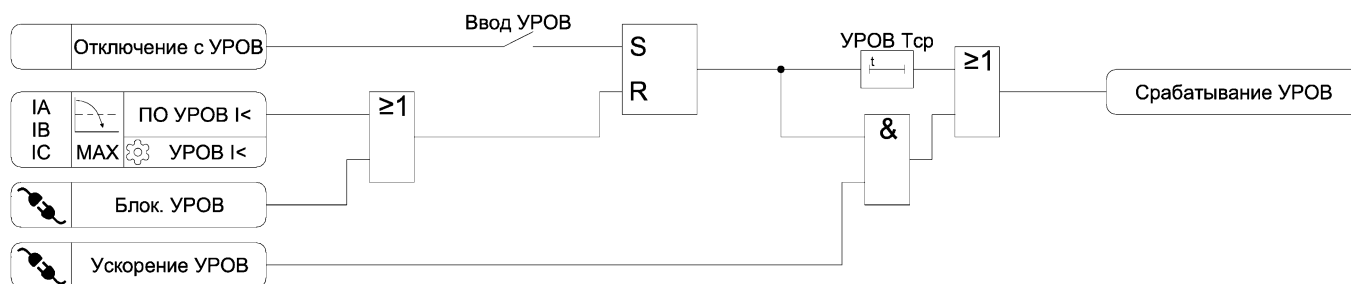 Ввод УРОВ
Отключение с УРОВ
S
R
УРОВ Тср
t
≥1
Срабатывание УРОВ
IA
IB
IC
MAX
ПО УРОВ I<
УРОВ I<
≥1
&
Блок. УРОВ
Ускорение УРОВ